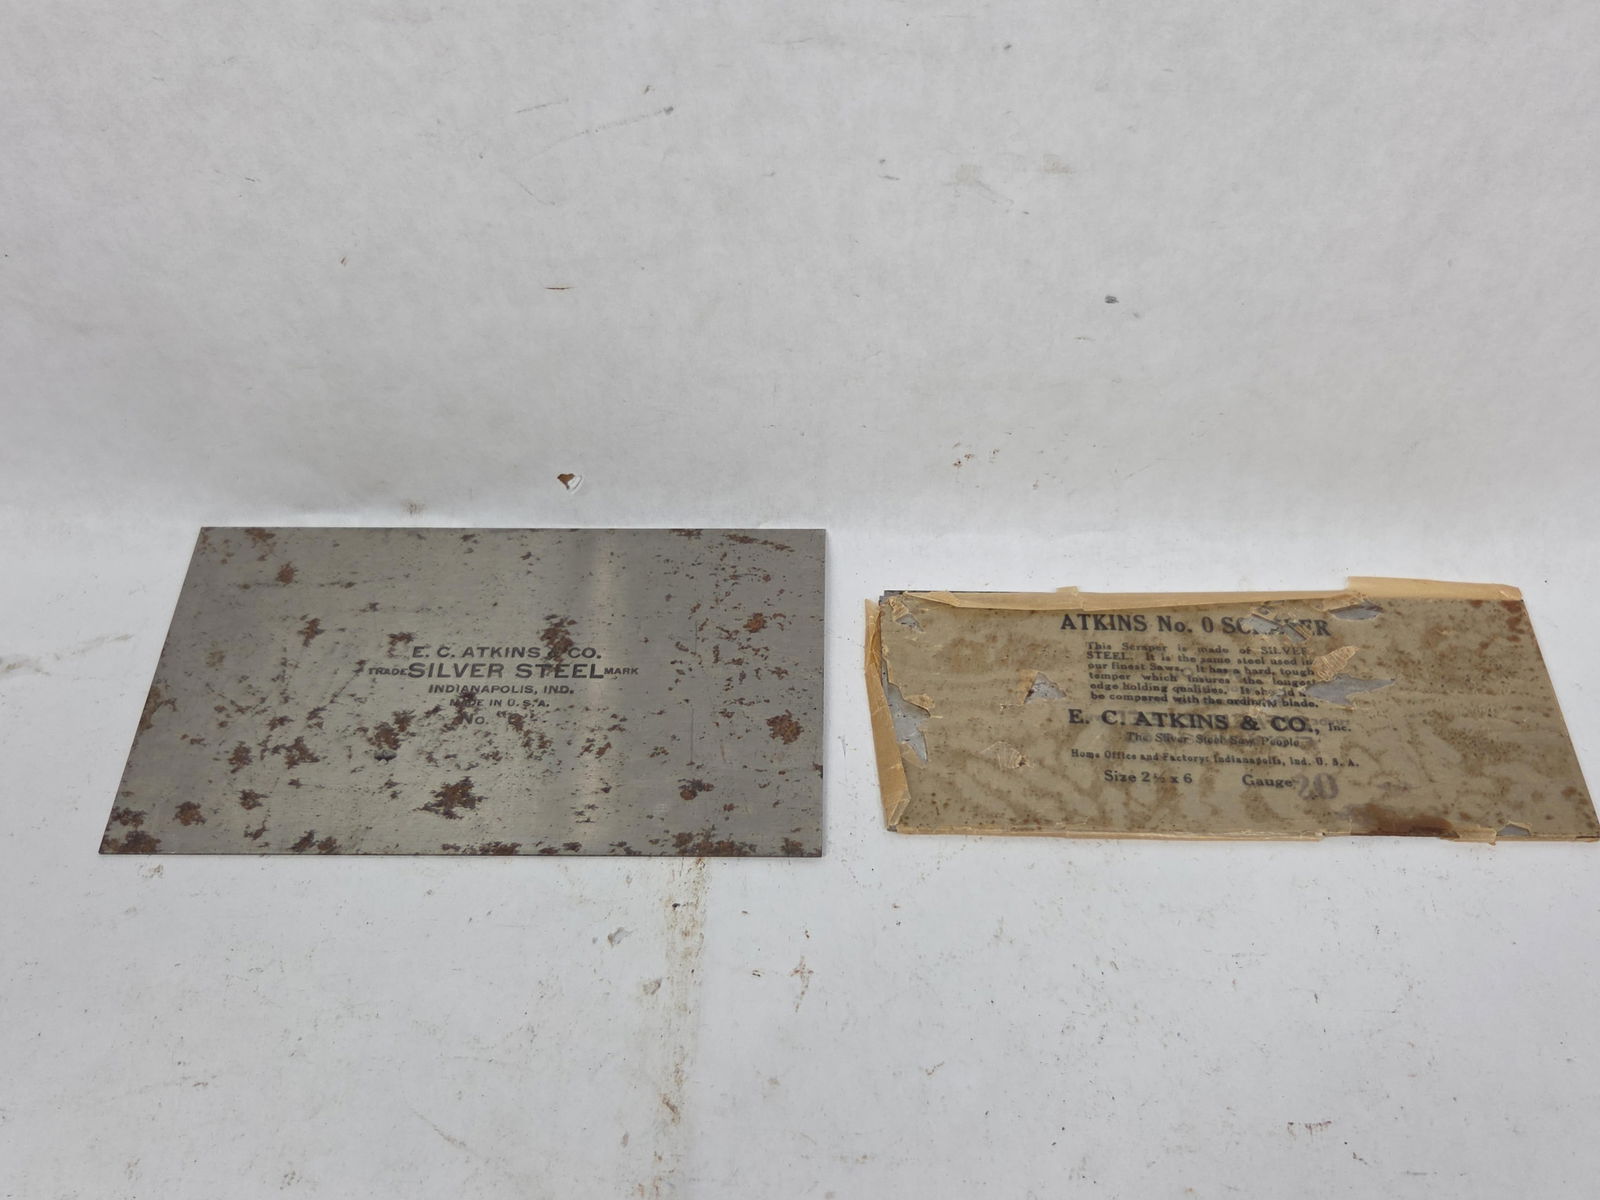 E. C. ATKINS & CO.
TRADE SILVER STEEL MARK
INDIANAPOLIS, IND.
MADE IN U.S.A.
No.
ATKINS No. 0 SCRAPER
This Scraper is made of SILVER
STEEL. It is the same steel used in
our finest Saws. It has a hard, tough
temper which insures the longest
edge holding qualities. It should
be compared with the ordinary blade.
E. C. ATKINS & CO., Inc.
The Silver Steel Saw People
Home Office and Factory: Indianapolis, Ind. U. S. A.
Size 2½ x 6 Gauge 20